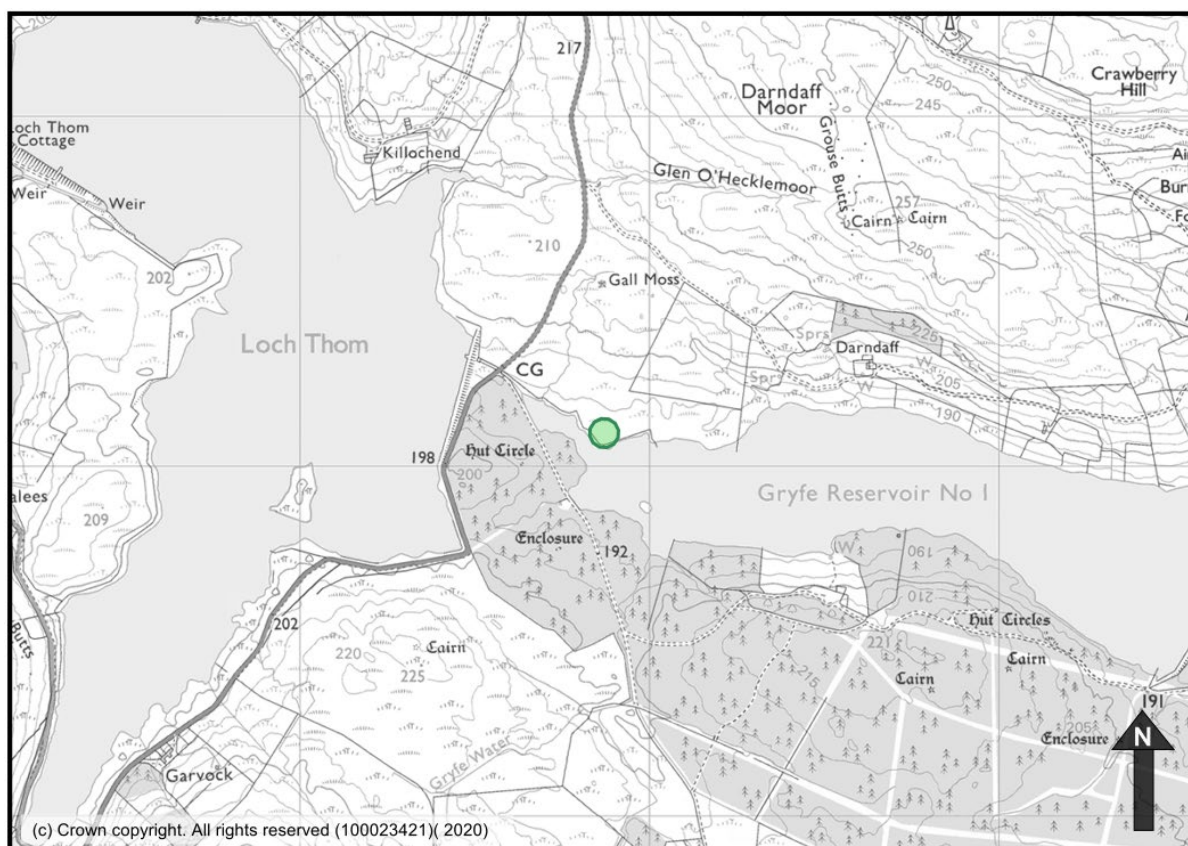 217
Darndaff
Moor
250
245
Crawberry
Hill
Loch Thom
Cottage
Weir
Weir
W
Killochend
Grouse Butts
Glen O'Hecklemoor
257
Cairn
Cairn
250
202
210
Gall Moss
Loch Thom
Sprs
225
Darndaff
W
205
CG
Sprs
W
190
198
200
Hut Circle
Gryfe Reservoir No 1
209
Enclosure
192
W
190
210
202
Hut Circles
220
Cairn
225
221
215
Cairn
Cairn
191
Butts
Gryfe Water
205
Enclosure
N
Garvock
(c) Crown copyright. All rights reserved (100023421)( 2020)